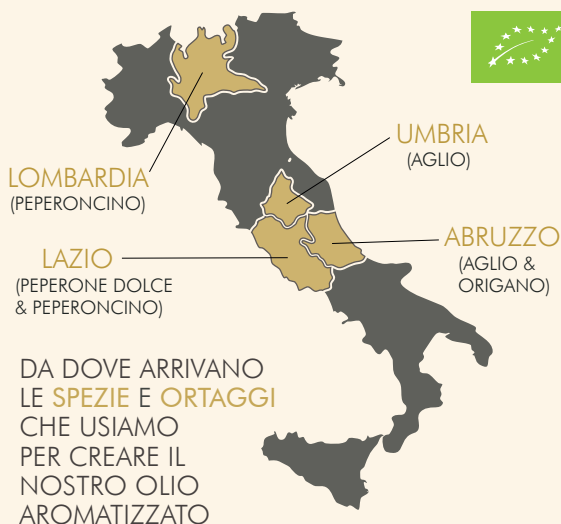 UMBRIA
(AGLIO)
LOMBARDIA
(PEPERONCINO)
ABRUZZO
(AGLIO &
ORIGANO)
LAZIO
(PEPERONE DOLCE
& PEPERONCINO)
DA DOVE ARRIVANO
LE SPEZIE E ORTAGGI
CHE USIAMO
PER CREARE IL
NOSTRO OLIO
AROMATIZZATO